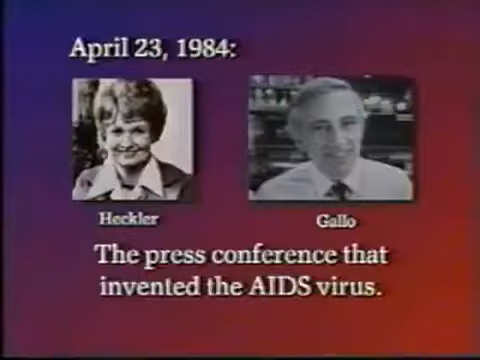 April 23, 1984:
Heckler
Gallo
The press conference that
invented the AIDS virus.